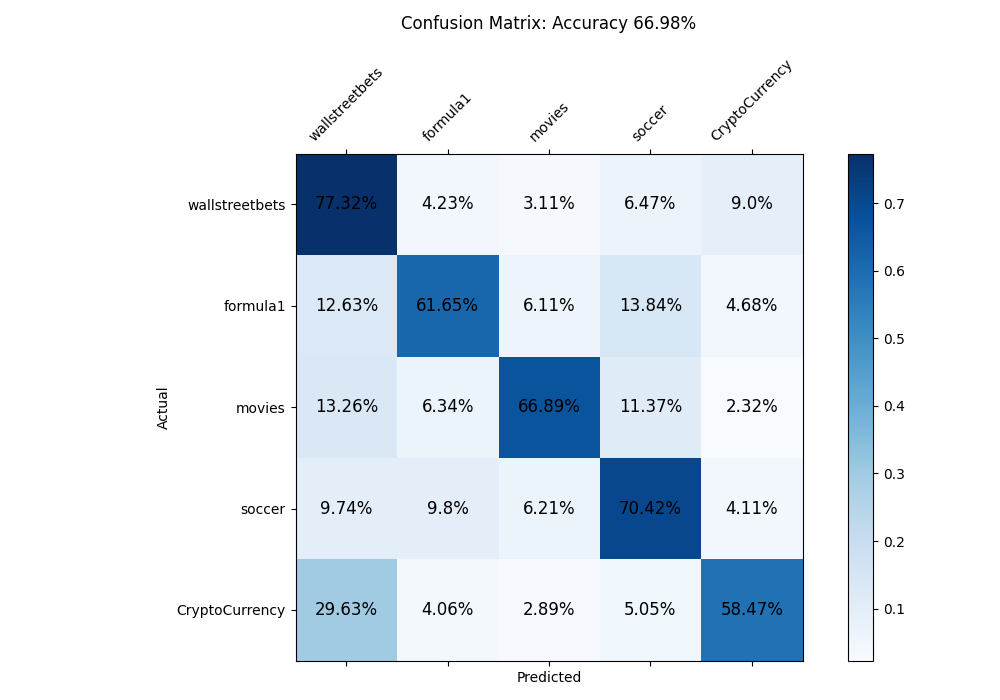 Confusion Matrix: Accuracy 66.98%
wallstreetbets
formula1
movies
soccer
CryptoCurrency
wallstreetbets 77.32% 4.23% 3.11% 6.47% 9.0%
formula1 12.63% 61.65% 6.11% 13.84% 4.68%
movies 13.26% 6.34% 66.89% 11.37% 2.32%
soccer 9.74% 9.8% 6.21% 70.42% 4.11%
CryptoCurrency 29.63% 4.06% 2.89% 5.05% 58.47%
Actual
Predicted
0.7
0.6
0.5
0.4
0.3
0.2
0.1